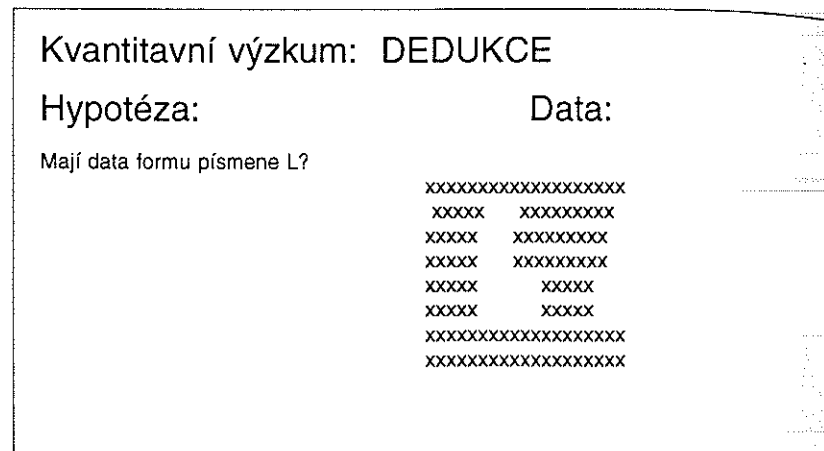 Kvantitavní výzkum: DEDUKCE
Hypotéza: Data:
Mají data formu písmene L?
xxxxxxxxxxxxxxxxxxx
xxxxx xxxxxxxxx
xxxxx xxxxxxxxx
xxxxx xxxxxxxxx
xxxxx xxxxx
xxxxx xxxxx
xxxxxxxxxxxxxxxxxxx
xxxxxxxxxxxxxxxxxxx